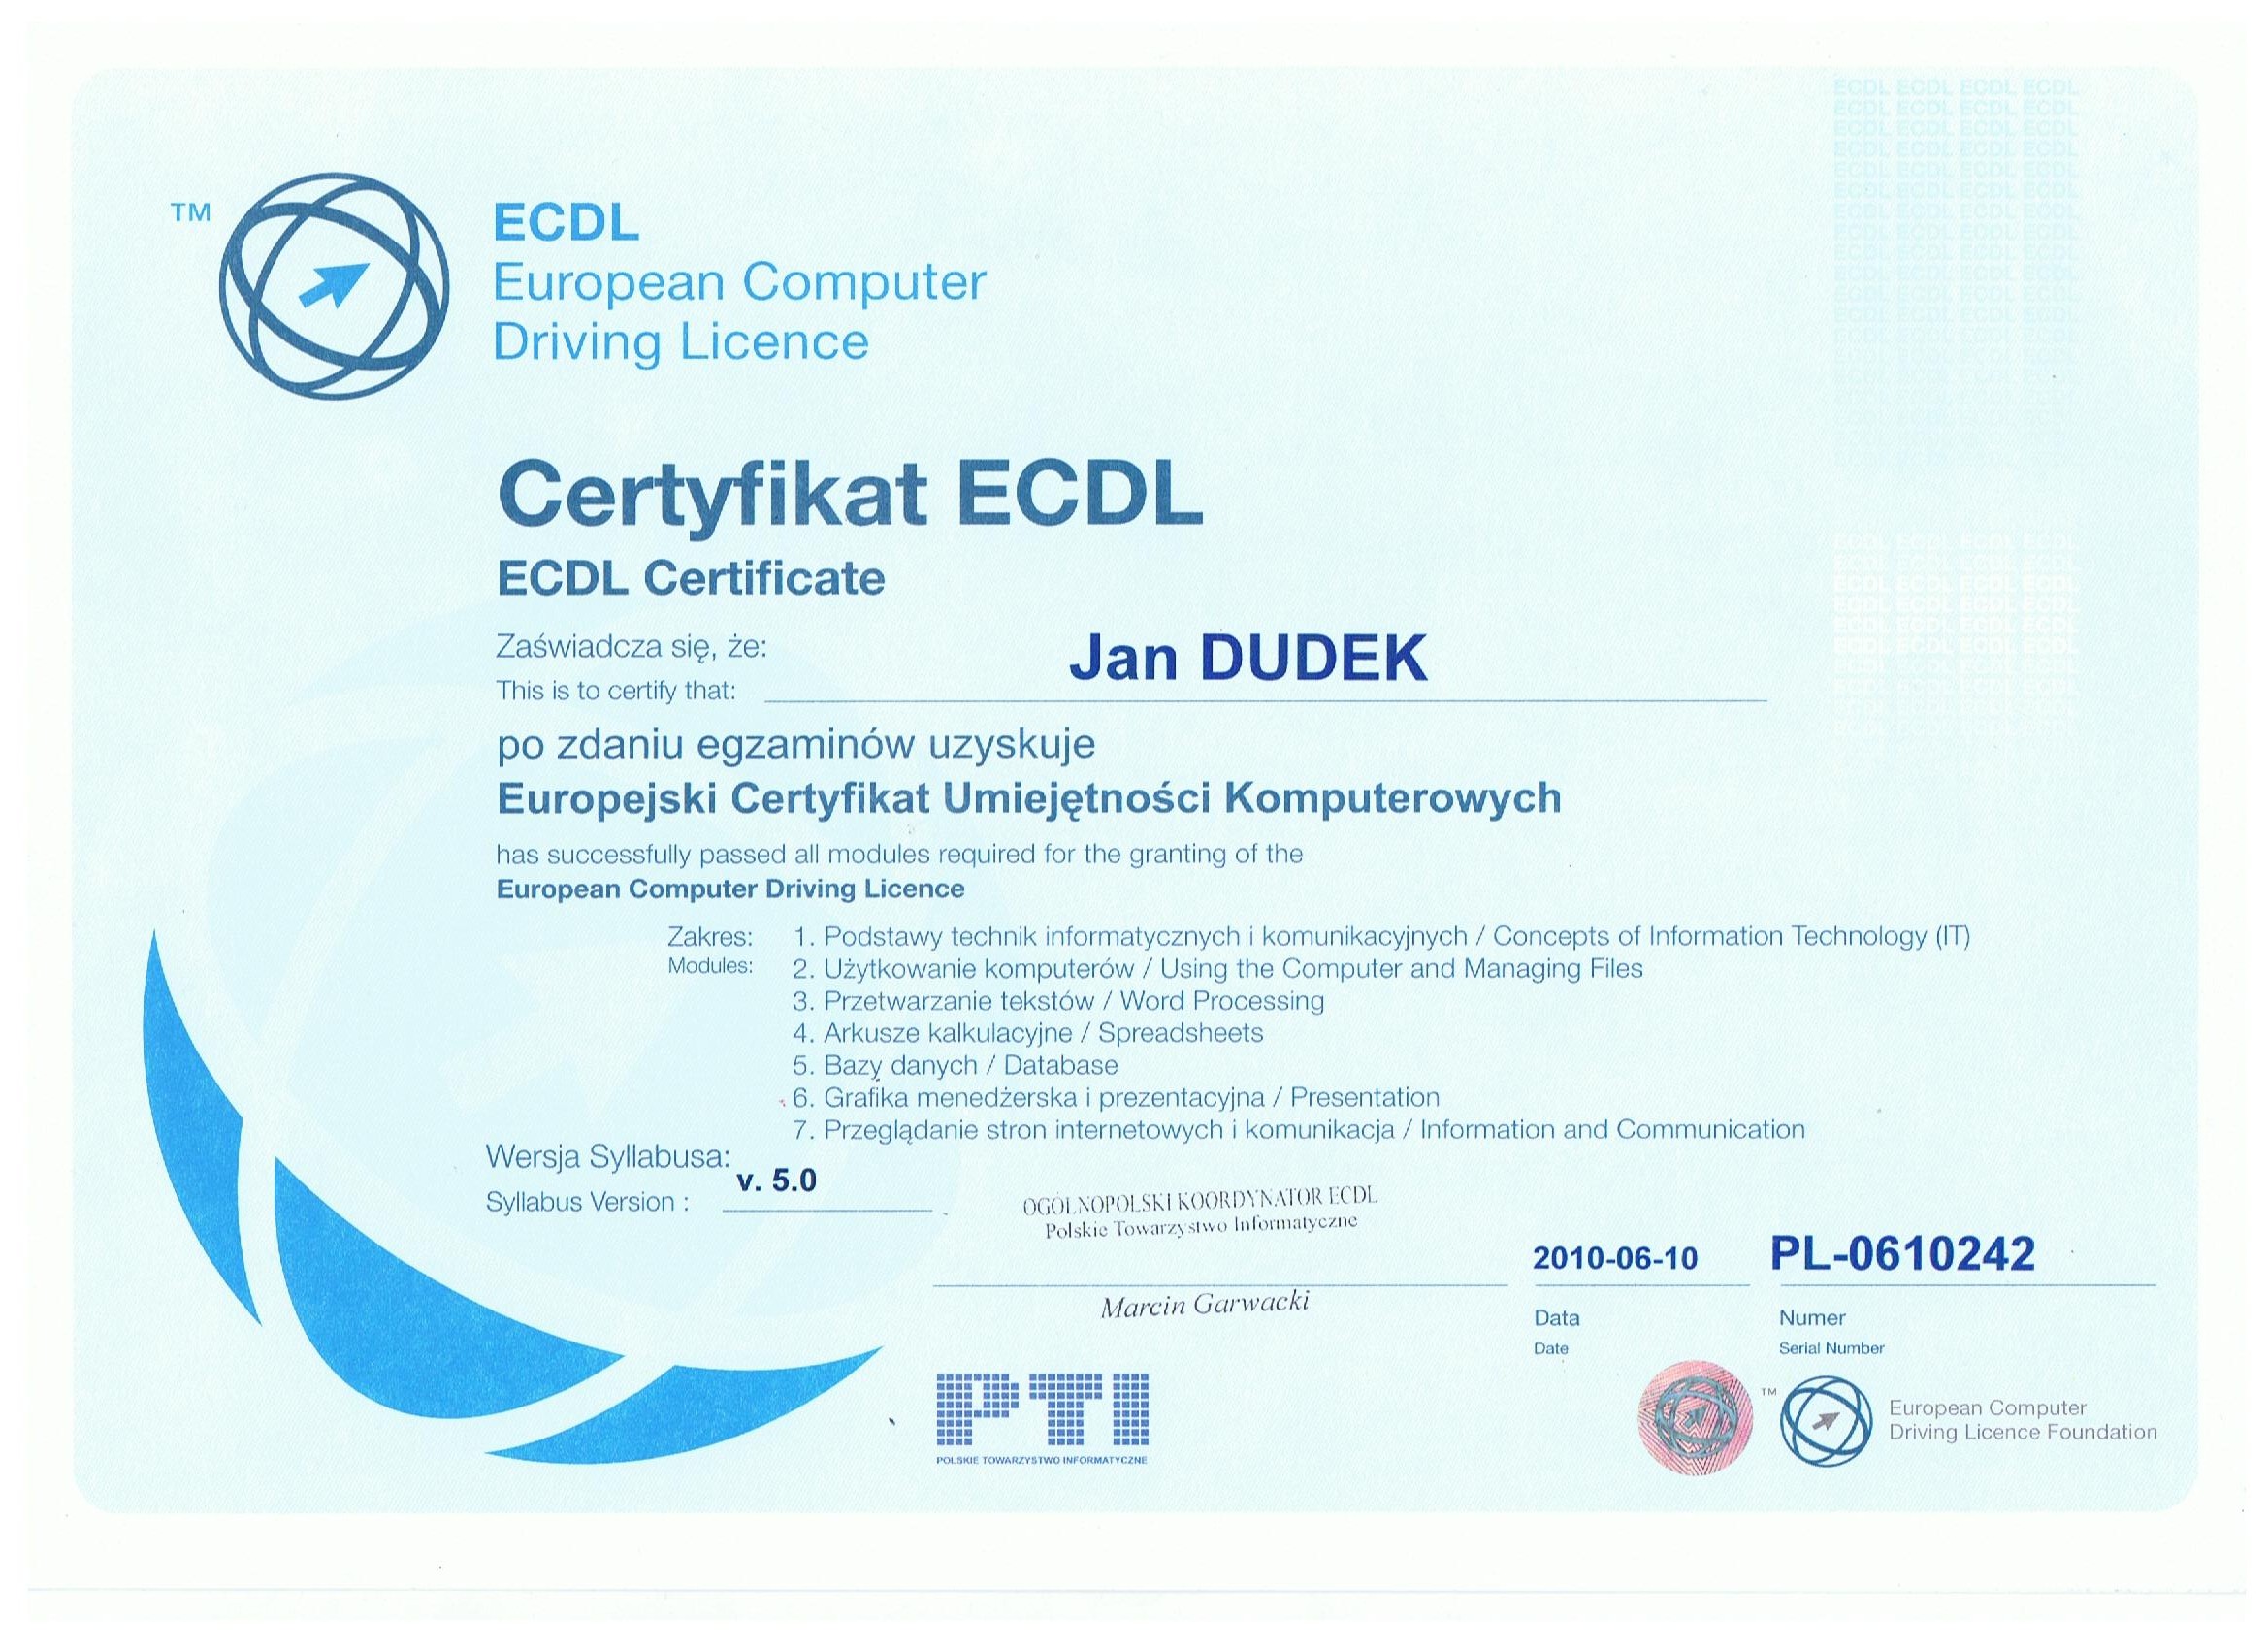 TM
ECDL
European Computer
Driving Licence
Certyfikat ECDL
ECDL Certificate
Zaświadcza się, że:
Jan DUDEK
This is to certify that:
po zdaniu egzaminów uzyskuje
Europejski Certyfikat Umiejętności Komputerowych
has successfully passed all modules required for the granting of the
European Computer Driving Licence
Zakres: 1. Podstawy technik informatycznych i komunikacyjnych / Concepts of Information Technology (IT)
Modules: 2. Użytkowanie komputerów / Using the Computer and Managing Files
3. Przetwarzanie tekstów / Word Processing
4. Arkusze kalkulacyjne / Spreadsheets
5. Bazy danych / Database
6. Grafika menedżerska i prezentacyjna / Presentation
7. Przeglądanie stron internetowych i komunikacja / Information and Communication
Wersja Syllabusa:
v. 5.0
Syllabus Version :
OGÓLNOPOLSKI KOORDYNATOR ECDL
Polskie Towarzystwo Informatyczne
2010-06-10 PL-0610242
Marcin Garwacki
Data Numer
Date Serial Number
PTI
POLSKIE TOWARZYSTWO INFORMATYCZNE
TM
European Computer
Driving Licence Foundation